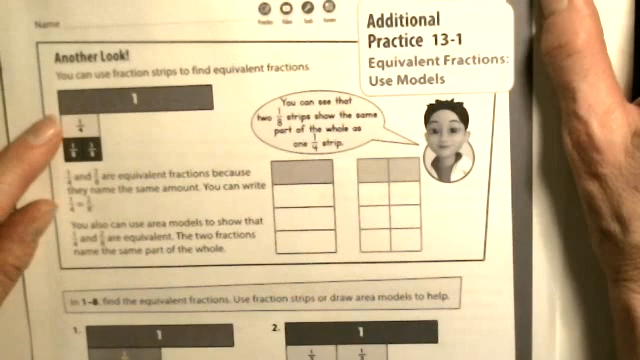 Name
Additional
Practice 13-1
Equivalent Fractions:
Use Models
Another Look!
You can use fraction strips to find equivalent fractions
1
1/4
1/8 1/8
You can see that
two 1/8 strips show the same
part of the whole as
one 1/4 strip.
1/4 and 2/8 are equivalent fractions because
they name the same amount. You can write
1/4 = 2/8
You also can use area models to show that
1/4 and 2/8 are equivalent. The two fractions
name the same part of the whole.
In 1-8, find the equivalent fractions. Use fraction strips or draw area models to help.
1.
1
2.
1